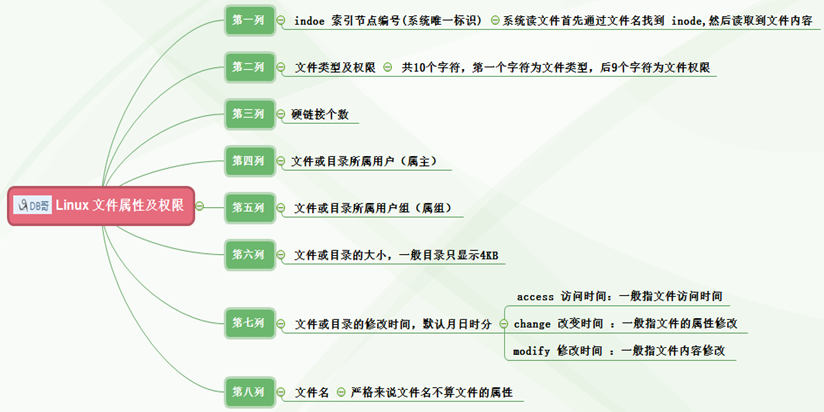 第一列
indoe 索引节点编号(系统唯一标识)
系统读文件首先通过文件名找到 inode,然后读取到文件内容
第二列
文件类型及权限
共10个字符，第一个字符为文件类型，后9个字符为文件权限
第三列
硬链接个数
第四列
文件或目录所属用户（属主）
DB哥
Linux 文件属性及权限
第五列
文件或目录所属用户组（属组）
第六列
文件或目录的大小，一般目录只显示4KB
第七列
文件或目录的修改时间，默认月日时分
access 访问时间：一般指文件访问时间
change 改变时间 ：一般指文件的属性修改
modify 修改时间 ：一般指文件内容修改
第八列
文件名
严格来说文件名不算文件的属性